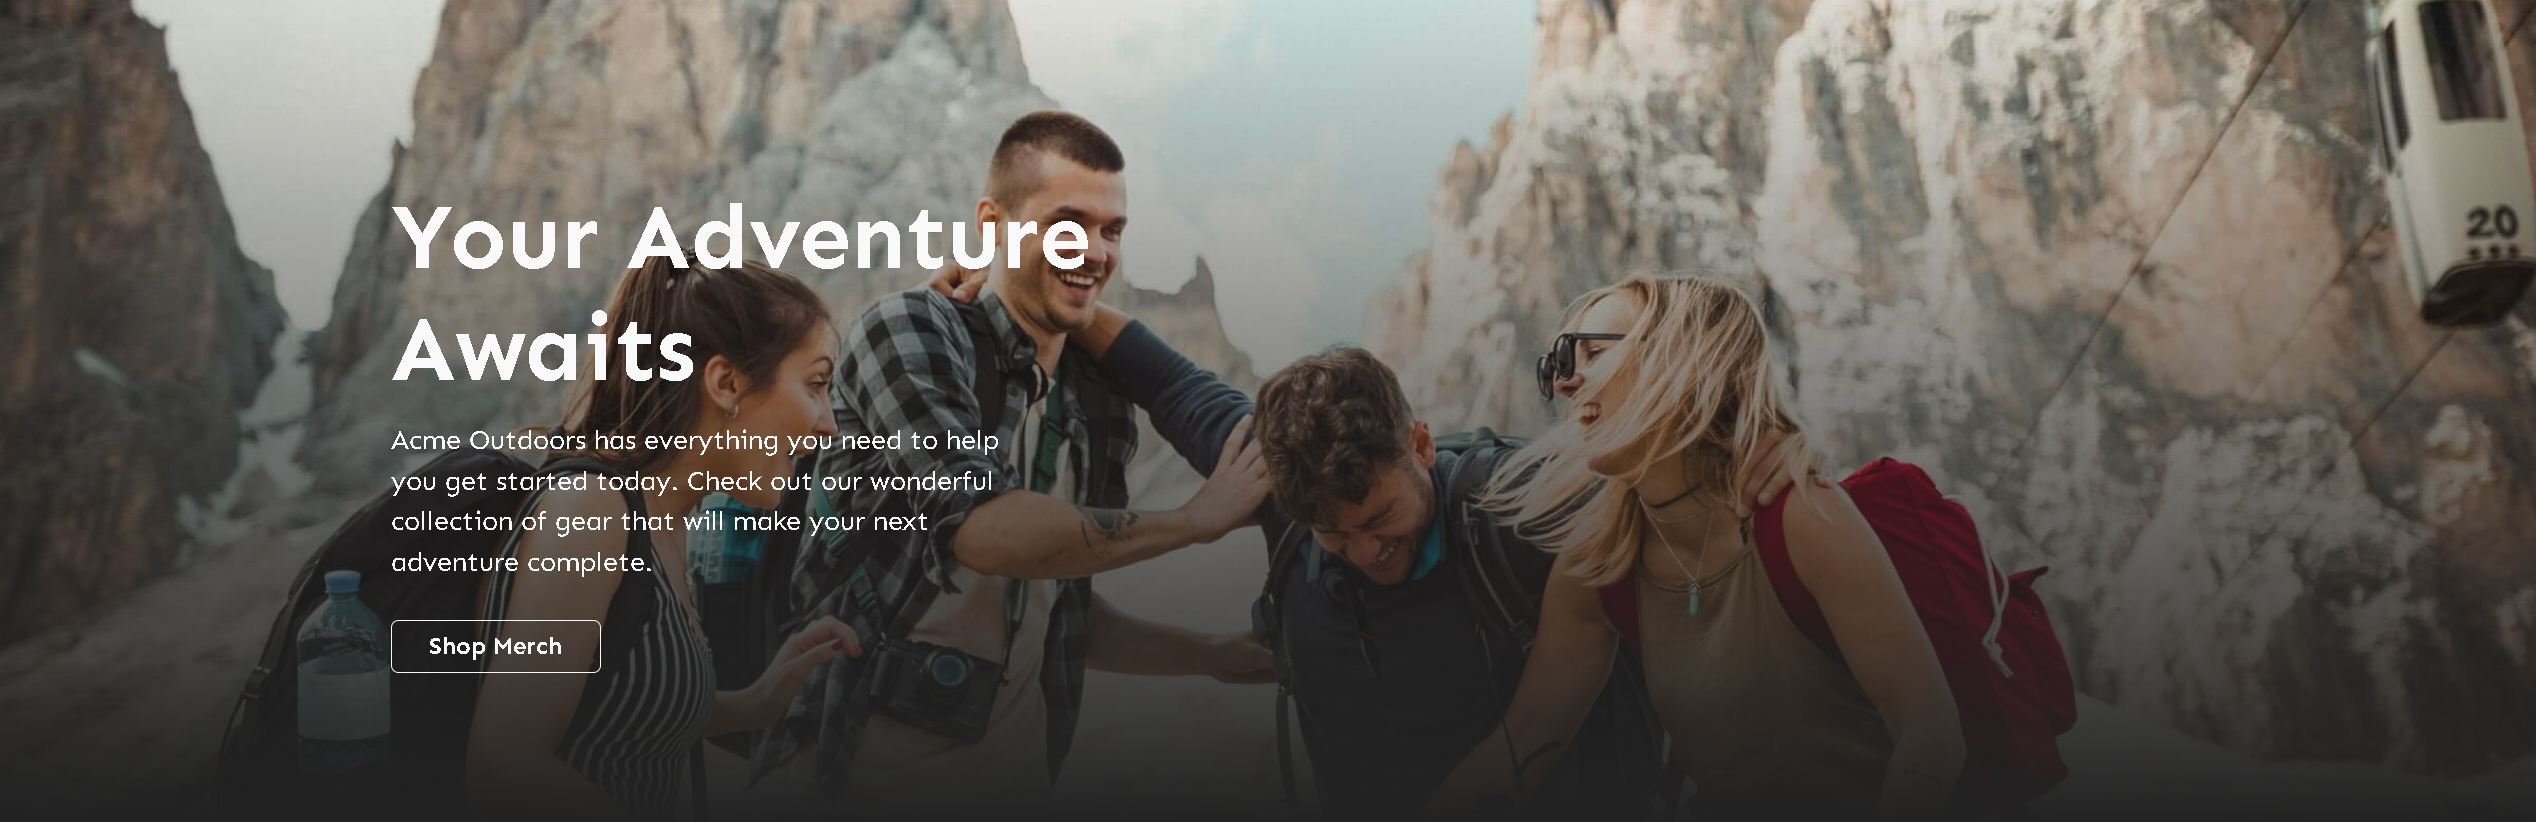 Your Adventure
Awaits
Acme Outdoors has everything you need to help
you get started today. Check out our wonderful
collection of gear that will make your next
adventure complete.
Shop Merch
20